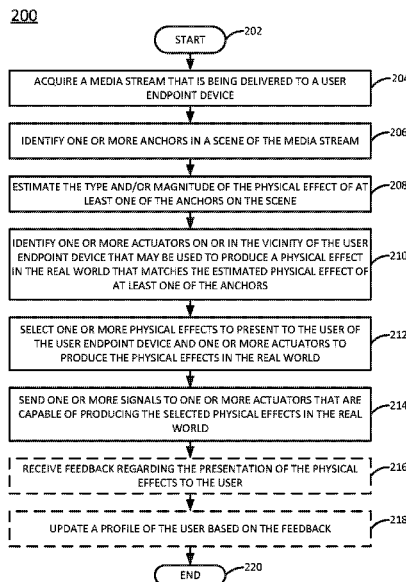 200
START
202
ACQUIRE A MEDIA STREAM THAT IS BEING DELIVERED TO A USER
ENDPOINT DEVICE
204
IDENTIFY ONE OR MORE ANCHORS IN A SCENE OF THE MEDIA STREAM
206
ESTIMATE THE TYPE AND/OR MAGNITUDE OF THE PHYSICAL EFFECT OF AT
LEAST ONE OF THE ANCHORS ON THE SCENE
208
IDENTIFY ONE OR MORE ACTUATORS ON OR IN THE VICINITY OF THE USER
ENDPOINT DEVICE THAT MAY BE USED TO PRODUCE A PHYSICAL EFFECT
IN THE REAL WORLD THAT MATCHES THE ESTIMATED PHYSICAL EFFECT OF
AT LEAST ONE OF THE ANCHORS
210
SELECT ONE OR MORE PHYSICAL EFFECTS TO PRESENT TO THE USER OF
THE USER ENDPOINT DEVICE AND ONE OR MORE ACTUATORS TO
PRODUCE THE PHYSICAL EFFECTS IN THE REAL WORLD
212
SEND ONE OR MORE SIGNALS TO ONE OR MORE ACTUATORS THAT ARE
CAPABLE OF PRODUCING THE SELECTED PHYSICAL EFFECTS IN THE REAL
WORLD
214
RECEIVE FEEDBACK REGARDING THE PRESENTATION OF THE PHYSICAL
EFFECTS TO THE USER
216
UPDATE A PROFILE OF THE USER BASED ON THE FEEDBACK
218
END
220